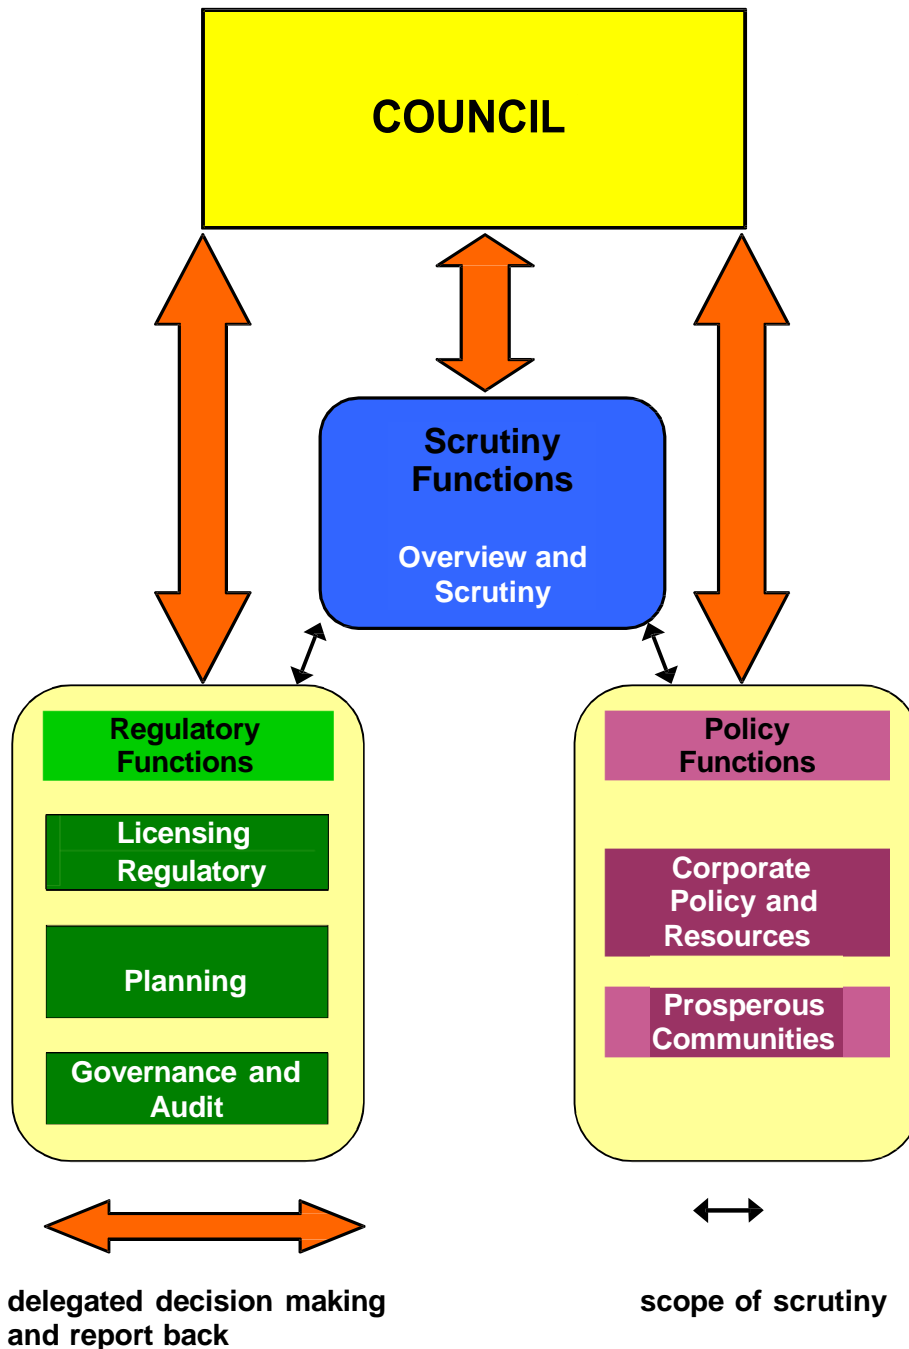 COUNCIL
Scrutiny
Functions
Overview and
Scrutiny
Regulatory
Functions
Licensing
Regulatory
Planning
Governance and
Audit
Policy
Functions
Corporate
Policy and
Resources
Prosperous
Communities
delegated decision making
and report back
scope of scrutiny